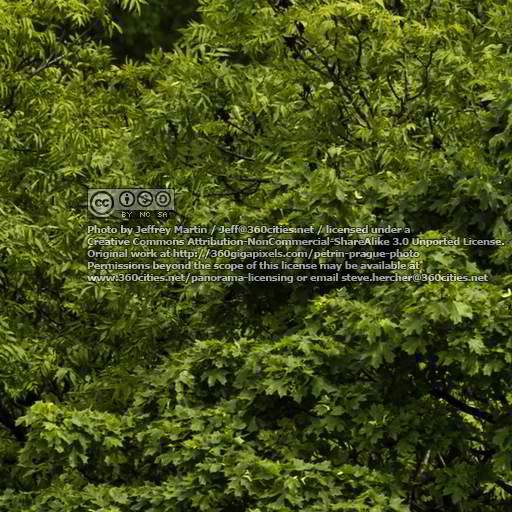 cc BY NC SA
Photo by Jeffrey Martin / Jeff@360cities.net / licensed under a
Creative Commons Attribution-NonCommercial-ShareAlike 3.0 Unported License.
Original work at http://360gigapixels.com/petrin-prague-photo
Permissions beyond the scope of this license may be available at
www.360cities.net/panorama-licensing or email steve.hercher@360cities.net